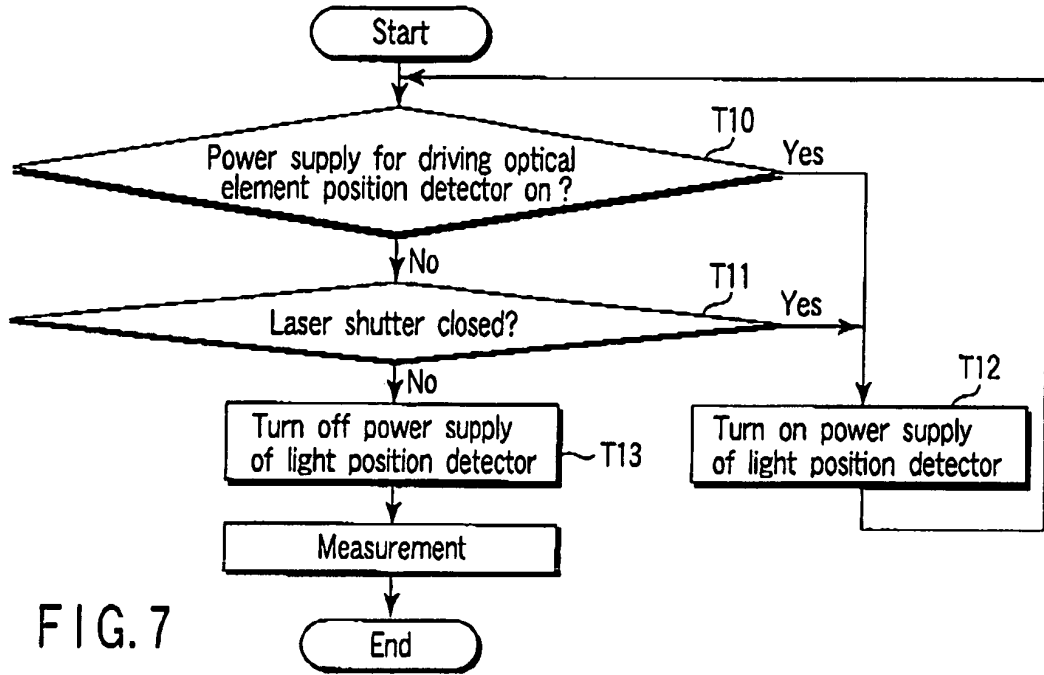 Start
T10
Power supply for driving optical
element position detector on ?
Yes
No
T11
Laser shutter closed?
Yes
No
T12
Turn off power supply
of light position detector
T13
Turn on power supply
of light position detector
Measurement
End
FIG. 7